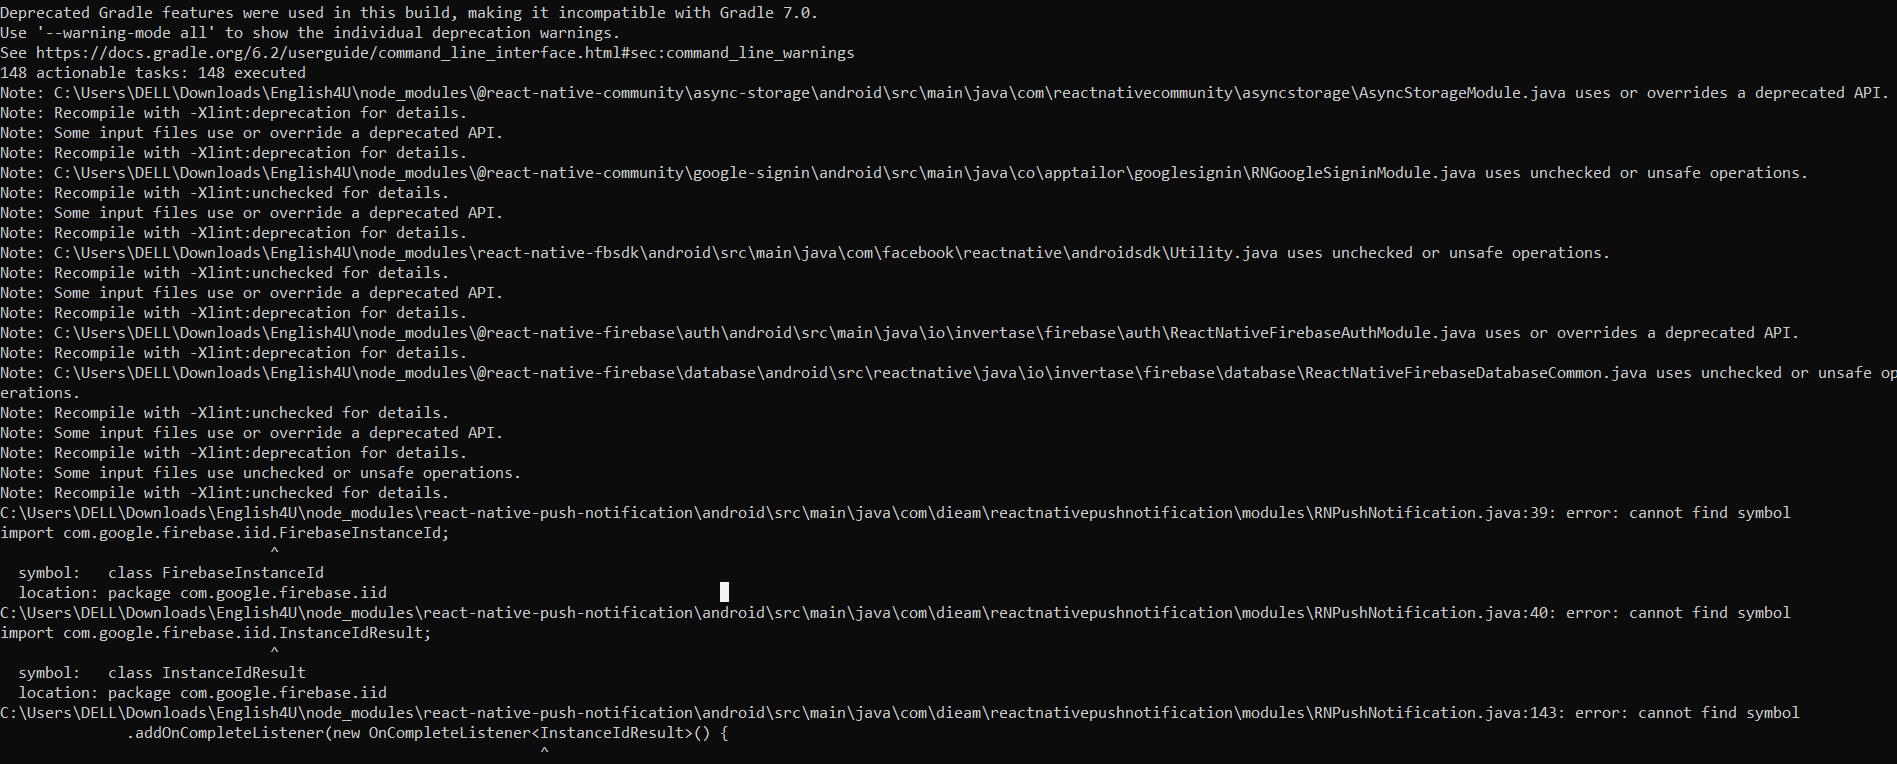 Deprecated Gradle features were used in this build, making it incompatible with Gradle 7.0.
Use '--warning-mode all' to show the individual deprecation warnings.
See https://docs.gradle.org/6.2/userguide/command_line_interface.html#sec:command_line_warnings
148 actionable tasks: 148 executed
Note: C:\Users\DELL\Downloads\English4U\node_modules\@react-native-community\async-storage\android\src\main\java\com\reactnativecommunity\asyncstorage\AsyncStorageModule.java uses or overrides a deprecated API.
Note: Recompile with -Xlint:deprecation for details.
Note: Some input files use or override a deprecated API.
Note: Recompile with -Xlint:deprecation for details.
Note: C:\Users\DELL\Downloads\English4U\node_modules\@react-native-community\google-signin\android\src\main\java\co\apptailor\googlesignin\RNGoogleSigninModule.java uses unchecked or unsafe operations.
Note: Recompile with -Xlint:unchecked for details.
Note: Some input files use or override a deprecated API.
Note: Recompile with -Xlint:deprecation for details.
Note: C:\Users\DELL\Downloads\English4U\node_modules\react-native-fbsdk\android\src\main\java\com\facebook\reactnative\androidsdk\Utility.java uses unchecked or unsafe operations.
Note: Recompile with -Xlint:unchecked for details.
Note: Some input files use or override a deprecated API.
Note: Recompile with -Xlint:deprecation for details.
Note: C:\Users\DELL\Downloads\English4U\node_modules\@react-native-firebase\auth\android\src\main\java\io\invertase\firebase\auth\ReactNativeFirebaseAuthModule.java uses or overrides a deprecated API.
Note: Recompile with -Xlint:deprecation for details.
Note: C:\Users\DELL\Downloads\English4U\node_modules\@react-native-firebase\database\android\src\reactnative\java\io\invertase\firebase\database\ReactNativeFirebaseDatabaseCommon.java uses unchecked or unsafe op
erations.
Note: Recompile with -Xlint:unchecked for details.
Note: Some input files use or override a deprecated API.
Note: Recompile with -Xlint:deprecation for details.
Note: Some input files use unchecked or unsafe operations.
Note: Recompile with -Xlint:unchecked for details.
C:\Users\DELL\Downloads\English4U\node_modules\react-native-push-notification\android\src\main\java\com\dieam\reactnativepushnotification\modules\RNPushNotification.java:39: error: cannot find symbol
import com.google.firebase.iid.FirebaseInstanceId;
^
symbol:   class FirebaseInstanceId
location: package com.google.firebase.iid
C:\Users\DELL\Downloads\English4U\node_modules\react-native-push-notification\android\src\main\java\com\dieam\reactnativepushnotification\modules\RNPushNotification.java:40: error: cannot find symbol
import com.google.firebase.iid.InstanceIdResult;
^
symbol:   class InstanceIdResult
location: package com.google.firebase.iid
C:\Users\DELL\Downloads\English4U\node_modules\react-native-push-notification\android\src\main\java\com\dieam\reactnativepushnotification\modules\RNPushNotification.java:143: error: cannot find symbol
.addOnCompleteListener(new OnCompleteListener<InstanceIdResult>() {
^